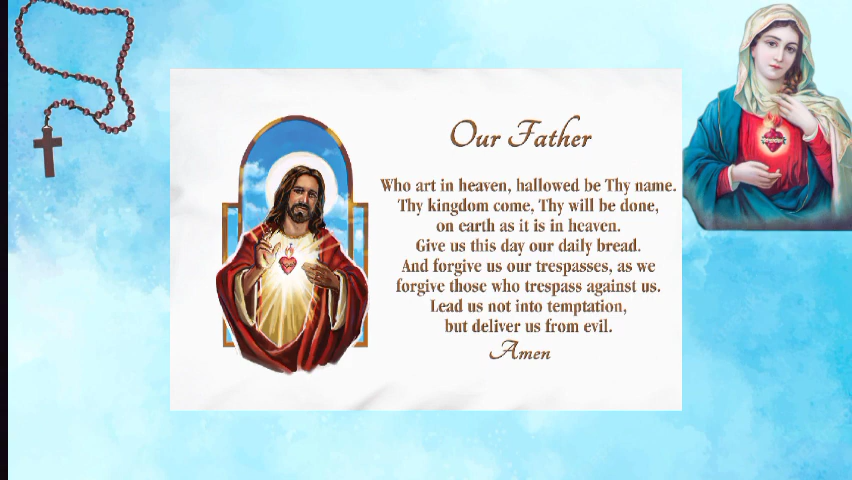 Our Father
Who art in heaven, hallowed be Thy name.
Thy kingdom come, Thy will be done,
on earth as it is in heaven.
Give us this day our daily bread.
And forgive us our trespasses, as we
forgive those who trespass against us.
Lead us not into temptation,
but deliver us from evil.
Amen